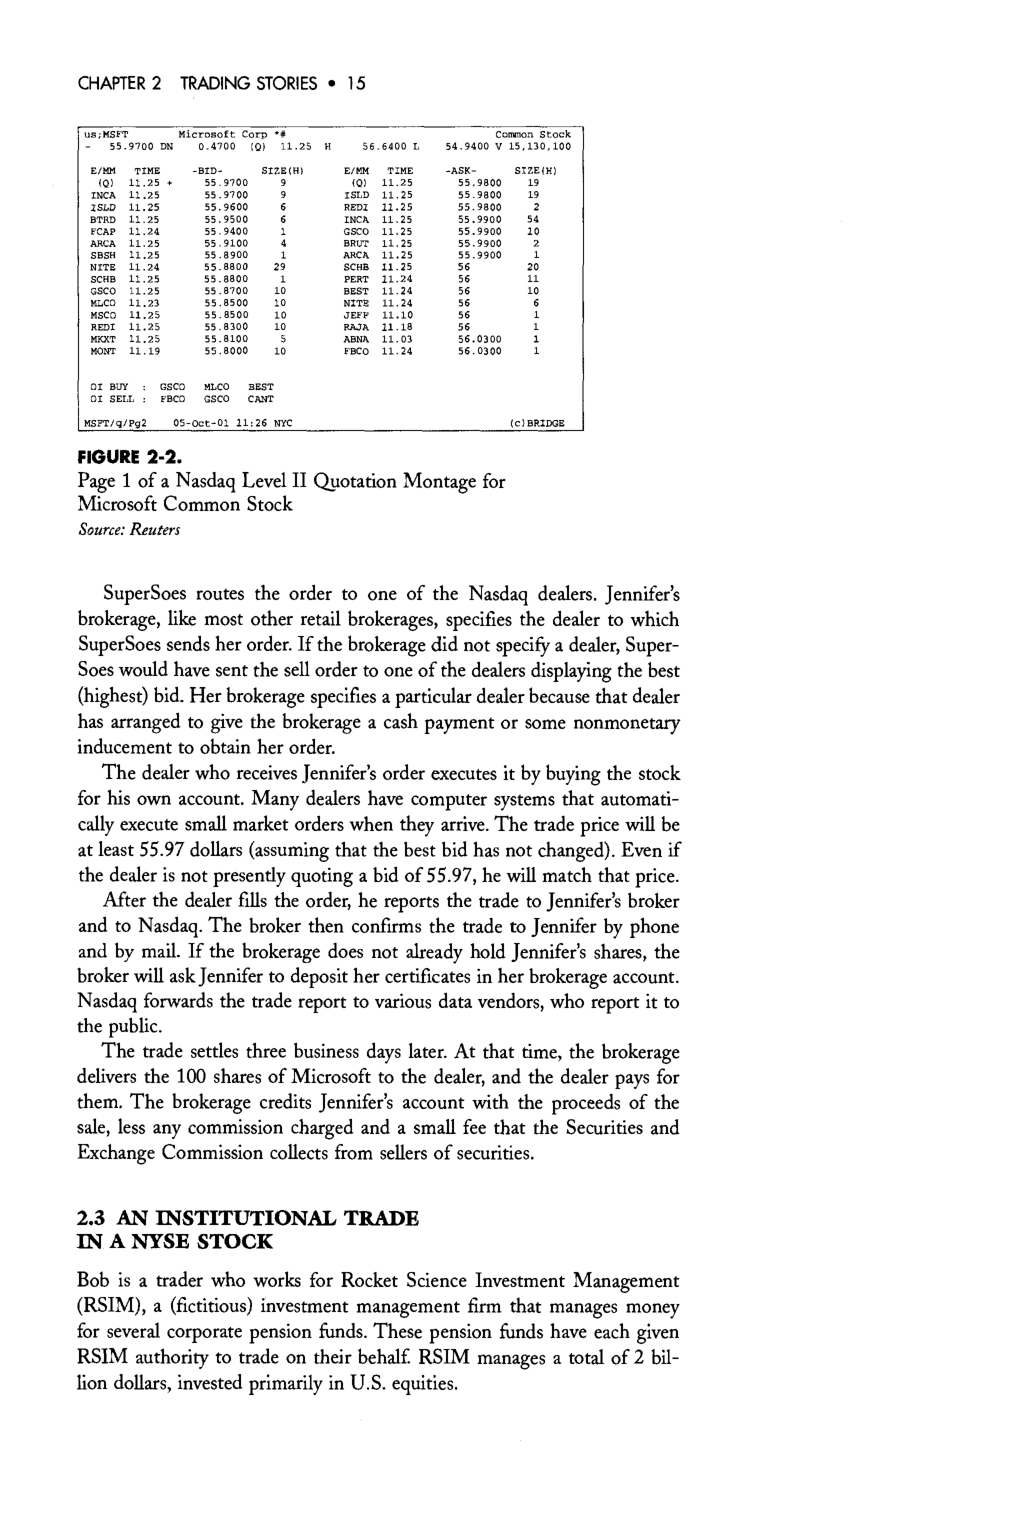 CHAPTER 2 TRADING STORIES • 15
us;MSFT Microsoft Corp *# Common Stock
- 55.9700 DN 0.4700 (Q) 11.25 H 56.6400 L 54.9400 V 15,130,100
E/MM TIME -BID- SIZE(H) E/MM TIME -ASK- SIZE(H)
(Q) 11.25 + 55.9700 9 (Q) 11.25 55.9800 19
INCA 11.25 55.9700 9 ISLD 11.25 55.9800 19
ISLD 11.25 55.9600 6 REDI 11.25 55.9800 2
BTRD 11.25 55.9500 6 INCA 11.25 55.9900 54
FCAP 11.24 55.9400 1 GSCO 11.25 55.9900 10
ARCA 11.25 55.9100 4 BRUT 11.25 55.9900 2
SBSH 11.25 55.8900 1 ARCA 11.25 55.9900 1
NITE 11.24 55.8800 29 SCHB 11.25 56 20
SCHB 11.25 55.8800 1 PERT 11.24 56 11
GSCO 11.25 55.8700 10 BEST 11.24 56 10
MLCO 11.23 55.8500 10 NITE 11.24 56 6
MSCO 11.25 55.8500 10 JEFF 11.10 56 1
REDI 11.25 55.8300 10 RAJA 11.18 56 1
MKXT 11.25 55.8100 5 ABNA 11.03 56.0300 1
MONT 11.19 55.8000 10 FBCO 11.24 56.0300 1
OI BUY : GSCO MLCO BEST
OI SELL : FBCO GSCO CANT
MSFT/q/Pg2 05-Oct-01 11:26 NYC (c)BRIDGE
FIGURE 2-2.
Page 1 of a Nasdaq Level II Quotation Montage for
Microsoft Common Stock
Source: Reuters
SuperSoes routes the order to one of the Nasdaq dealers. Jennifer's
brokerage, like most other retail brokerages, specifies the dealer to which
SuperSoes sends her order. If the brokerage did not specify a dealer, Super-
Soes would have sent the sell order to one of the dealers displaying the best
(highest) bid. Her brokerage specifies a particular dealer because that dealer
has arranged to give the brokerage a cash payment or some nonmonetary
inducement to obtain her order.
The dealer who receives Jennifer's order executes it by buying the stock
for his own account. Many dealers have computer systems that automati-
cally execute small market orders when they arrive. The trade price will be
at least 55.97 dollars (assuming that the best bid has not changed). Even if
the dealer is not presently quoting a bid of 55.97, he will match that price.
After the dealer fills the order, he reports the trade to Jennifer's broker
and to Nasdaq. The broker then confirms the trade to Jennifer by phone
and by mail. If the brokerage does not already hold Jennifer's shares, the
broker will ask Jennifer to deposit her certificates in her brokerage account.
Nasdaq forwards the trade report to various data vendors, who report it to
the public.
The trade settles three business days later. At that time, the brokerage
delivers the 100 shares of Microsoft to the dealer, and the dealer pays for
them. The brokerage credits Jennifer's account with the proceeds of the
sale, less any commission charged and a small fee that the Securities and
Exchange Commission collects from sellers of securities.
2.3 AN INSTITUTIONAL TRADE
IN A NYSE STOCK
Bob is a trader who works for Rocket Science Investment Management
(RSIM), a (fictitious) investment management firm that manages money
for several corporate pension funds. These pension funds have each given
RSIM authority to trade on their behalf. RSIM manages a total of 2 bil-
lion dollars, invested primarily in U.S. equities.